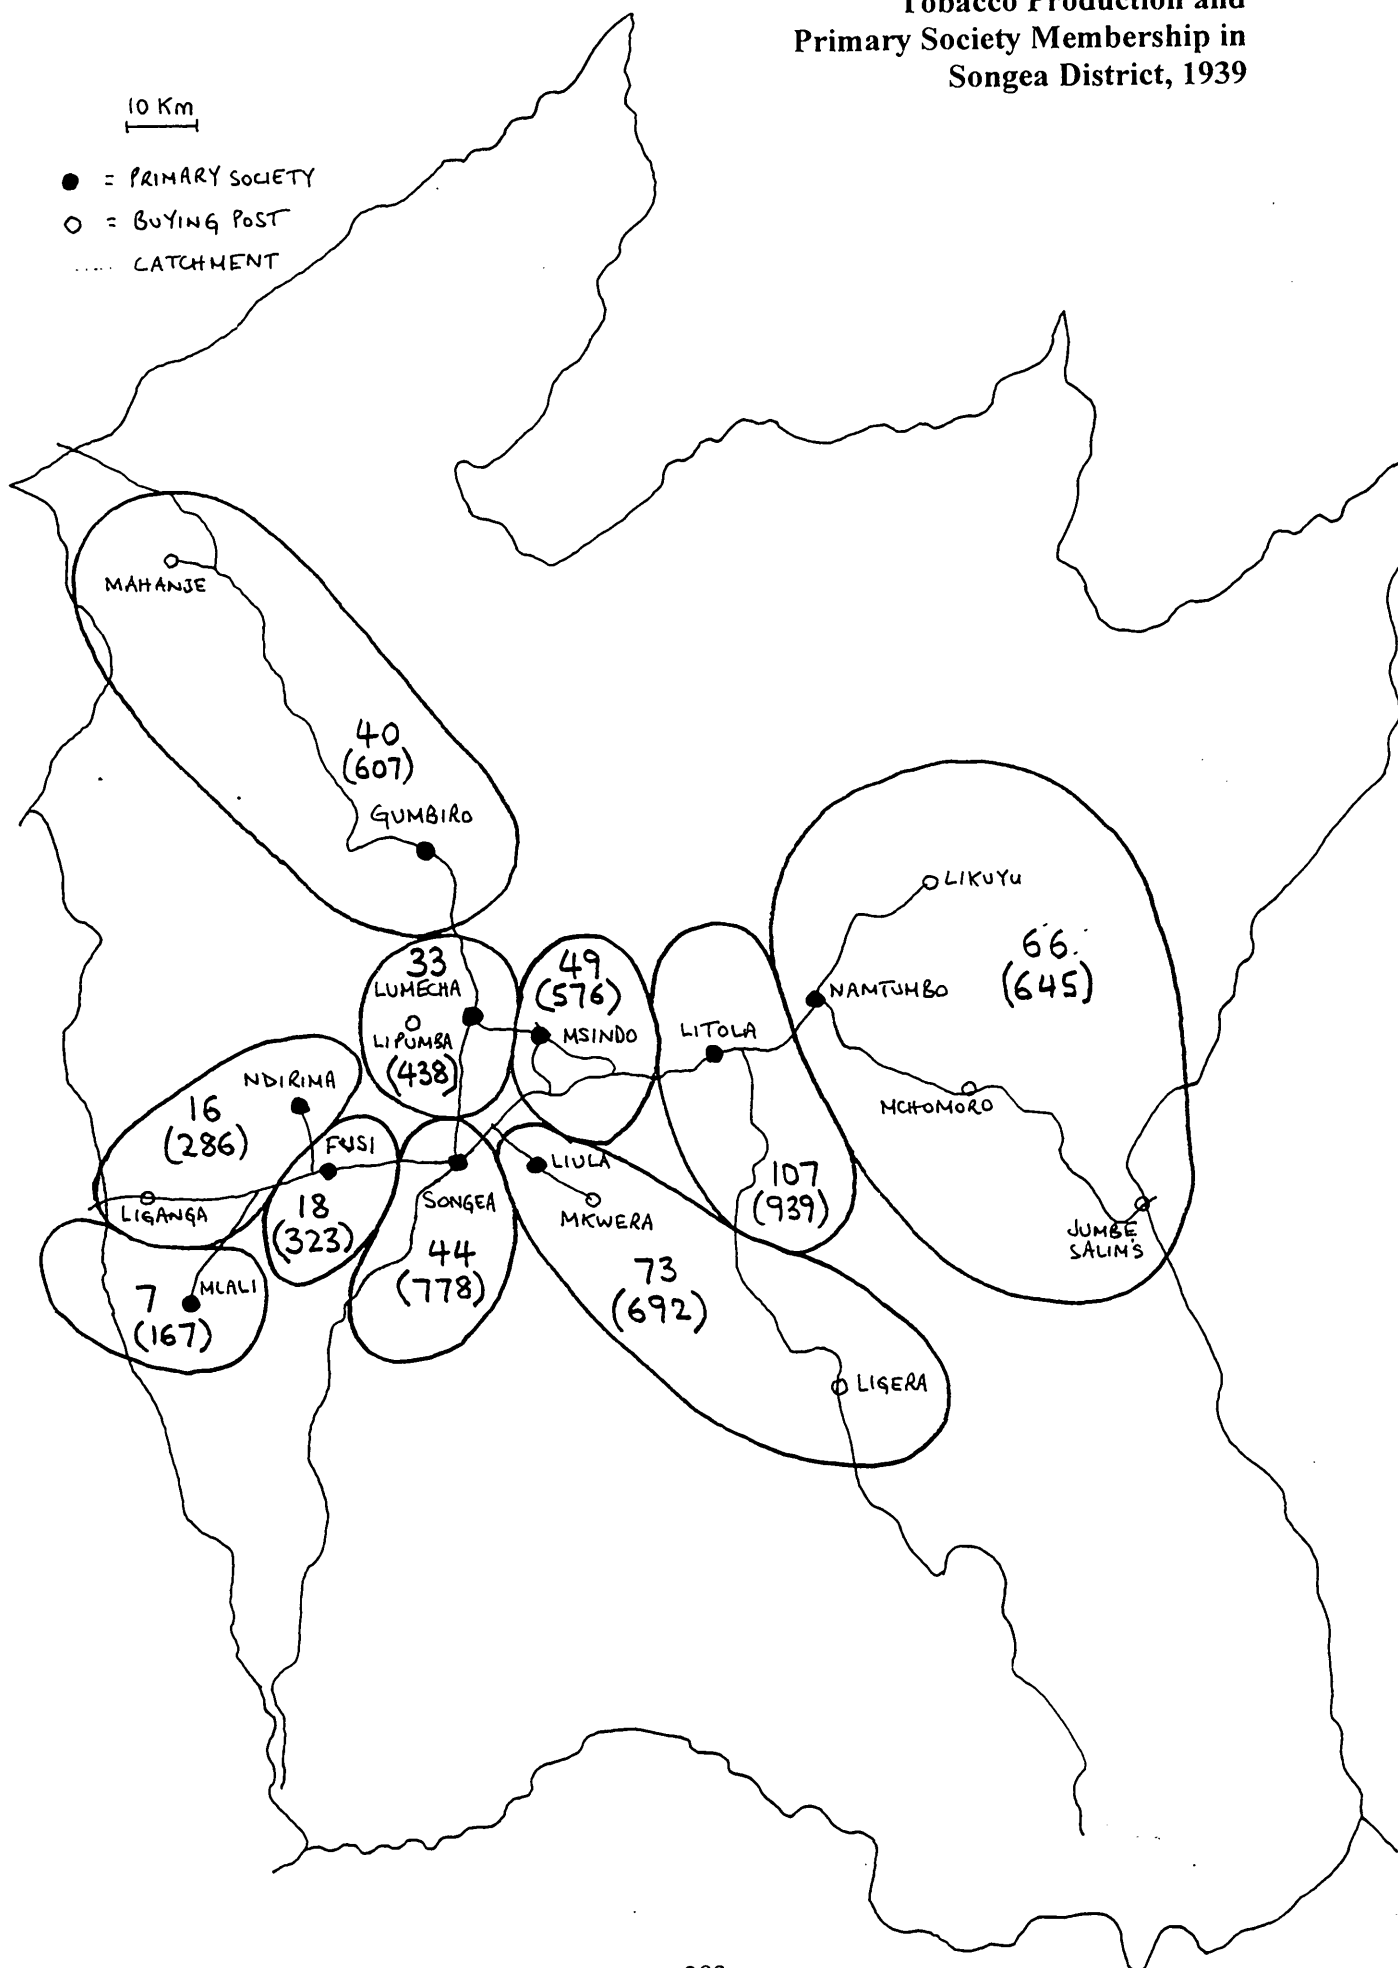 Tobacco Production and
Primary Society Membership in
Songea District, 1939
10 Km
= PRIMARY SOCIETY
= BUYING POST
..... CATCHMENT
MAHANJE
40
(607)
GUMBIRO
LIKUYU
66
(645)
NAMTUMBO
MCHOMORO
JUMBE
SALIM'S
33
LUMECHA
LIPUMBA
(438)
49
(576)
MSINDO
LITOLA
107
(939)
NDIRIMA
16
(286)
LIGANGA
FUSI
18
(323)
SONGEA
44
(778)
LIULA
MKWERA
73
(692)
LIGERA
7
(167)
MLALI